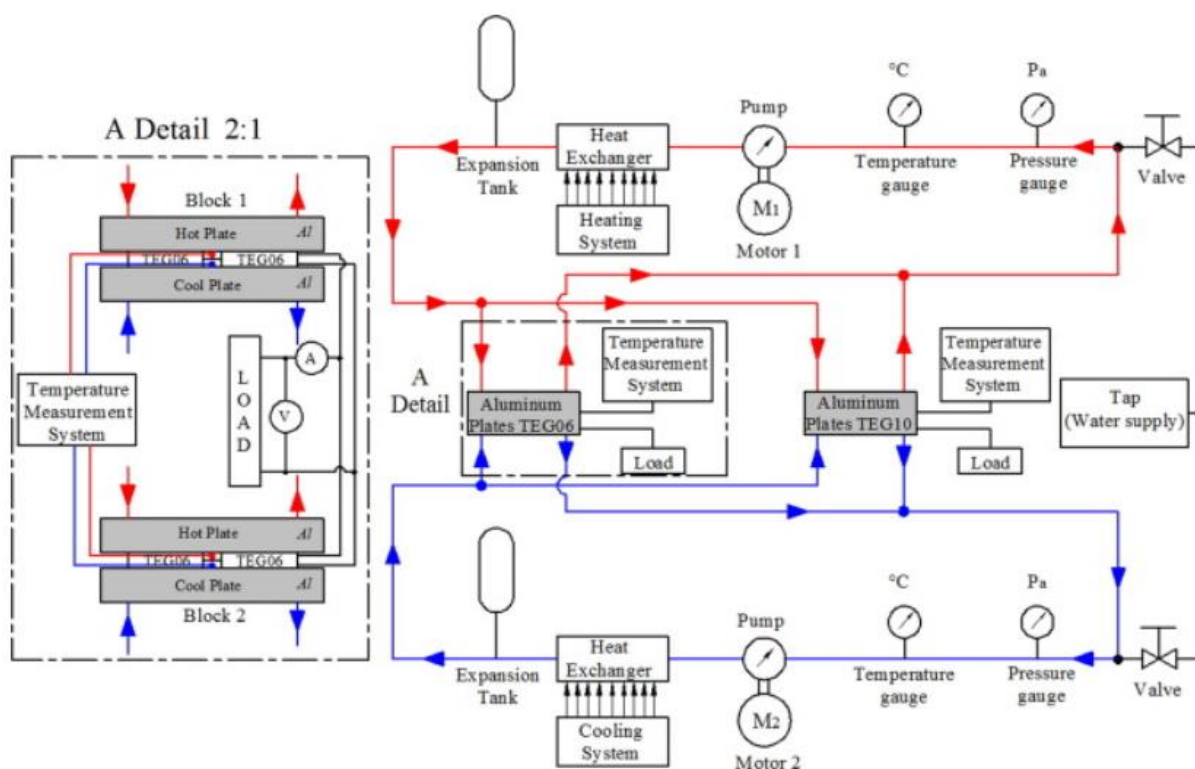 A Detail 2:1
Block 1
Hot Plate
Al
TEG06
TEG06
Cool Plate
Al
LOAD
A
V
Temperature
Measurement
System
Hot Plate
Al
TEG06
TEG06
Cool Plate
Al
Block 2
Expansion
Tank
Heat
Exchanger
Heating
System
Pump
M1
Motor 1
°C
Temperature
gauge
Pa
Pressure
gauge
Valve
A
Detail
Temperature
Measurement
System
Aluminum
Plates TEG06
Load
Temperature
Measurement
System
Aluminum
Plates TEG10
Load
Tap
(Water supply)
Expansion
Tank
Heat
Exchanger
Cooling
System
Pump
M2
Motor 2
°C
Temperature
gauge
Pa
Pressure
gauge
Valve